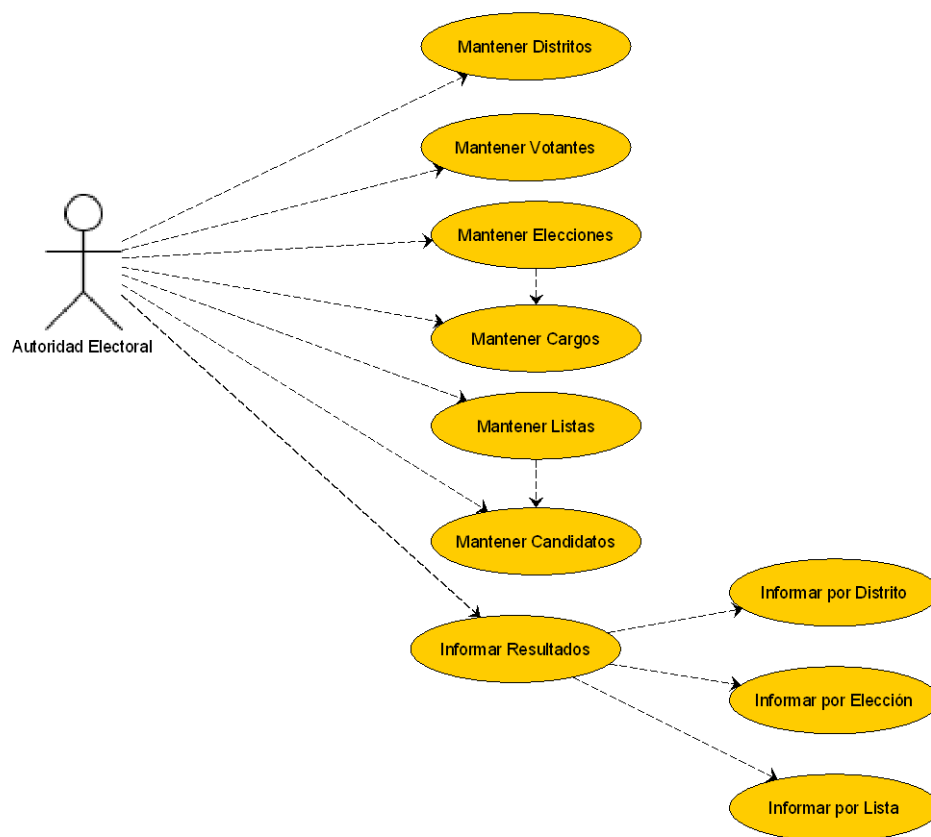 Mantener Distritos
Mantener Votantes
Mantener Elecciones
Mantener Cargos
Autoridad Electoral
Mantener Listas
Mantener Candidatos
Informar por Distrito
Informar Resultados
Informar por Elección
Informar por Lista